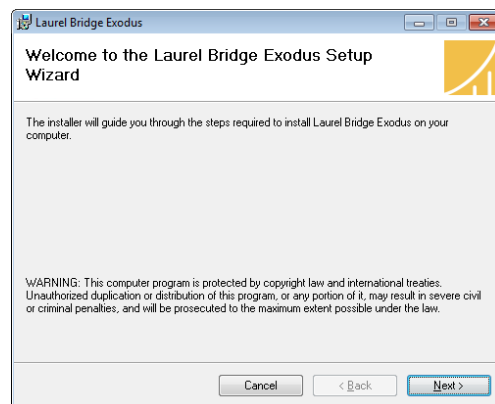 Laurel Bridge Exodus
Welcome to the Laurel Bridge Exodus Setup
Wizard
The installer will guide you through the steps required to install Laurel Bridge Exodus on your
computer.
WARNING: This computer program is protected by copyright law and international treaties.
Unauthorized duplication or distribution of this program, or any portion of it, may result in severe civil
or criminal penalties, and will be prosecuted to the maximum extent possible under the law.
Cancel
< Back
Next >